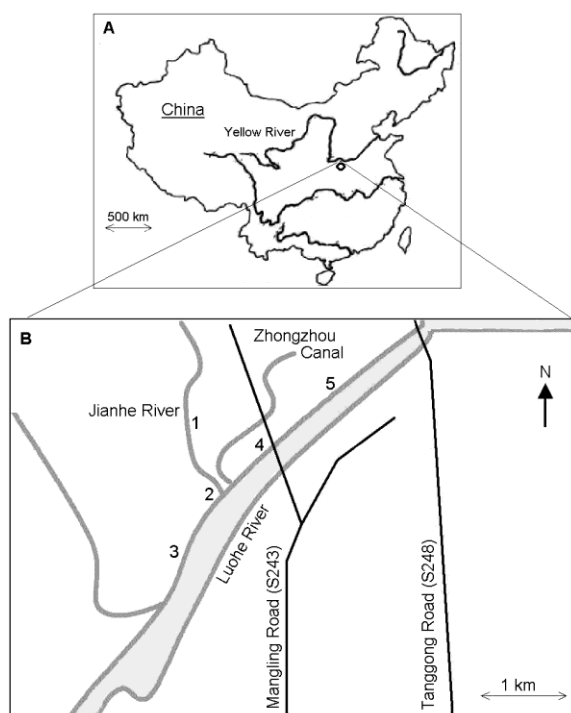 A
China
Yellow River
500 km
B
Zhongzhou
Canal
5
N
Jianhe River
1
4
2
3
Luohe River
Mangling Road (S243)
Tanggong Road (S248)
1 km